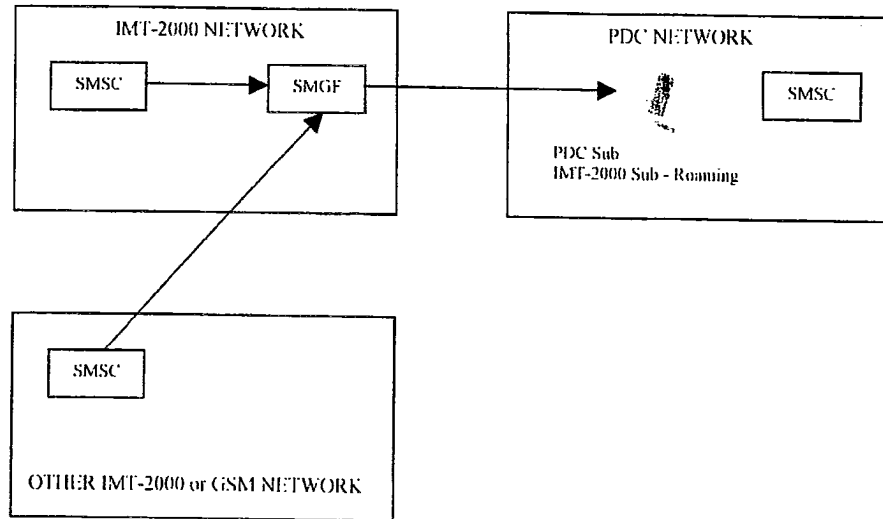 IMT-2000 NETWORK
SMSC
SMGF
PDC NETWORK
SMSC
PDC Sub
IMT-2000 Sub - Roaming
SMSC
OTHER IMT-2000 or GSM NETWORK